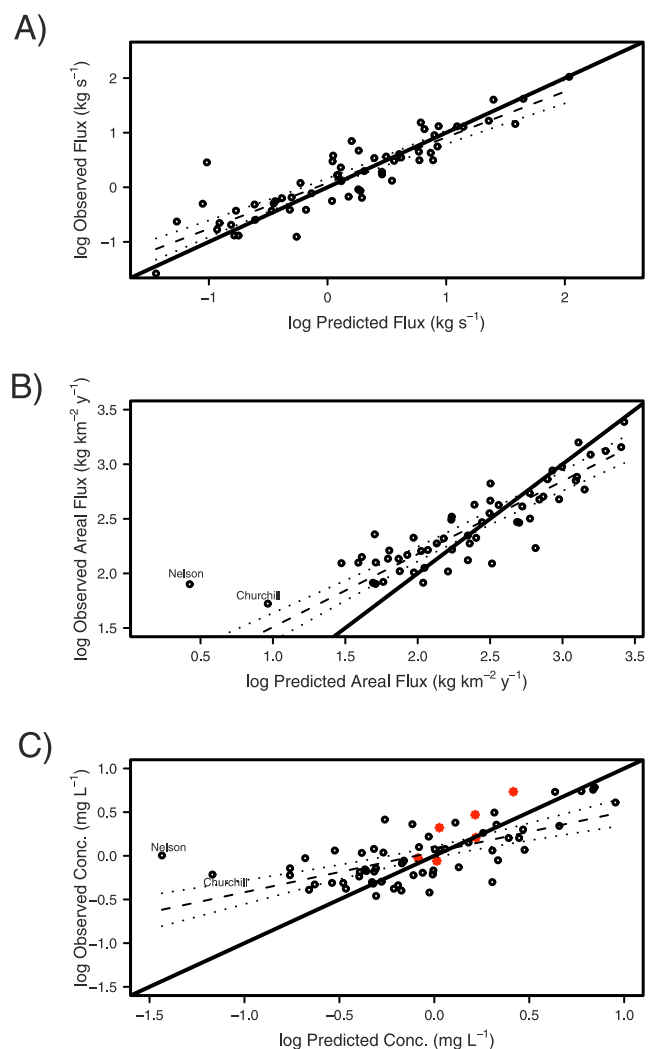 A)
log Observed Flux (kg s⁻¹)
2
1
0
−1
−1
0
1
2
log Predicted Flux (kg s⁻¹)
B)
log Observed Areal Flux (kg km⁻² y⁻¹)
3.5
3.0
2.5
2.0
1.5
Nelson
Churchill
0.5
1.0
1.5
2.0
2.5
3.0
3.5
log Predicted Areal Flux (kg km⁻² y⁻¹)
C)
log Observed Conc. (mg L⁻¹)
1.0
0.5
0.0
−0.5
−1.0
−1.5
Nelson
Churchill
−1.5
−1.0
−0.5
0.0
0.5
1.0
log Predicted Conc. (mg L⁻¹)